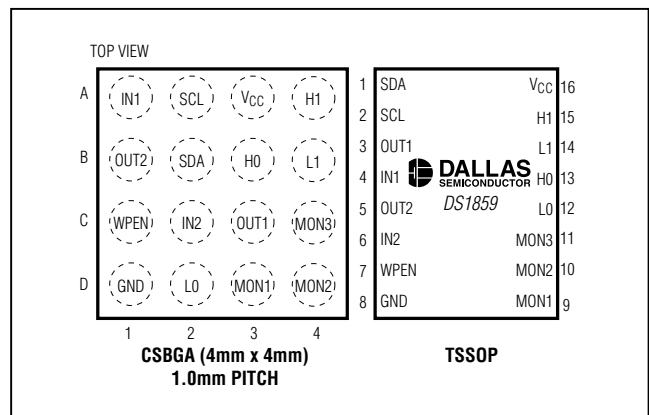 TOP VIEW
A IN1 SCL VCC H1
B OUT2 SDA H0 L1
C WPEN IN2 OUT1 MON3
D GND L0 MON1 MON2
1 2 3 4
CSBGA (4mm x 4mm)
1.0mm PITCH
1 SDA VCC 16
2 SCL H1 15
3 OUT1 L1 14
4 IN1 DALLAS SEMICONDUCTOR H0 13
5 OUT2 DS1859 L0 12
6 IN2 MON3 11
7 WPEN MON2 10
8 GND MON1 9
TSSOP